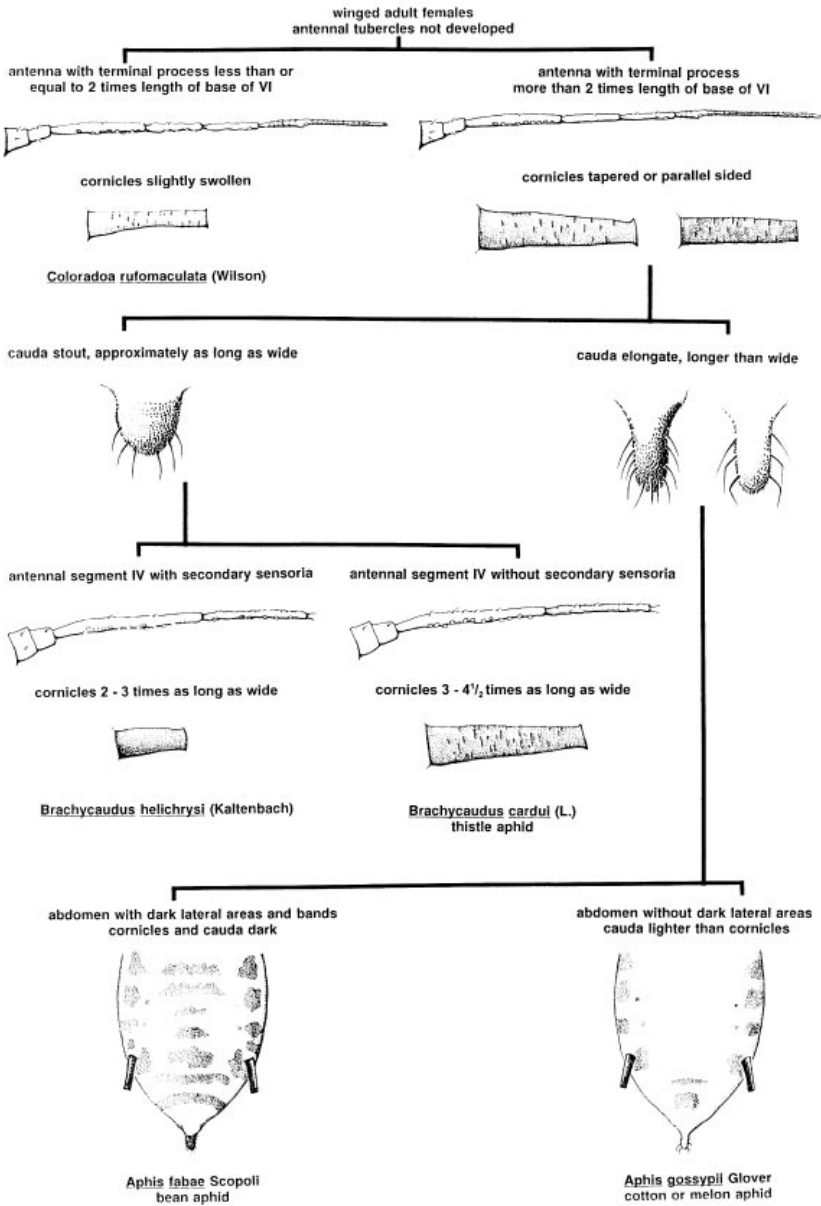 winged adult females
antennal tubercles not developed
antenna with terminal process less than or
equal to 2 times length of base of VI
antenna with terminal process
more than 2 times length of base of VI
cornicles slightly swollen
cornicles tapered or parallel sided
Coloradoa rufomaculata (Wilson)
cauda stout, approximately as long as wide
cauda elongate, longer than wide
antennal segment IV with secondary sensoria
antennal segment IV without secondary sensoria
cornicles 2 - 3 times as long as wide
cornicles 3 - 4 1/2 times as long as wide
Brachycaudus helichrysi (Kaltenbach)
Brachycaudus cardui (L.)
thistle aphid
abdomen with dark lateral areas and bands
cornicles and cauda dark
abdomen without dark lateral areas
cauda lighter than cornicles
Aphis fabae Scopoli
bean aphid
Aphis gossypii Glover
cotton or melon aphid